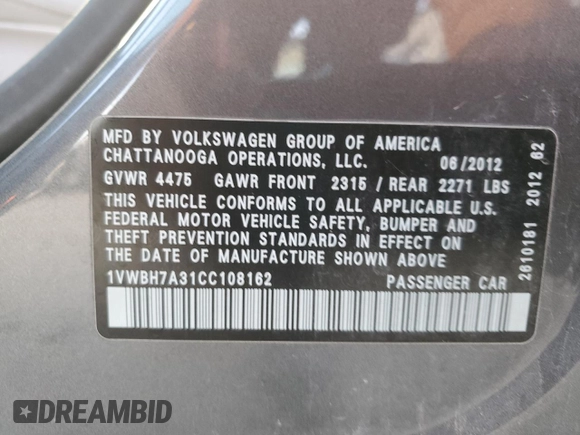 MFD BY VOLKSWAGEN GROUP OF AMERICA
CHATTANOOGA OPERATIONS, LLC. 06/2012
GVWR 4475 GAWR FRONT 2315 / REAR 2271 LBS
THIS VEHICLE CONFORMS TO ALL APPLICABLE U.S.
FEDERAL MOTOR VEHICLE SAFETY, BUMPER AND
THEFT PREVENTION STANDARDS IN EFFECT ON
THE DATE OF MANUFACTURE SHOWN ABOVE
1VWBH7A31CC108162 PASSENGER CAR
2610181 2012 62
DREAMBID